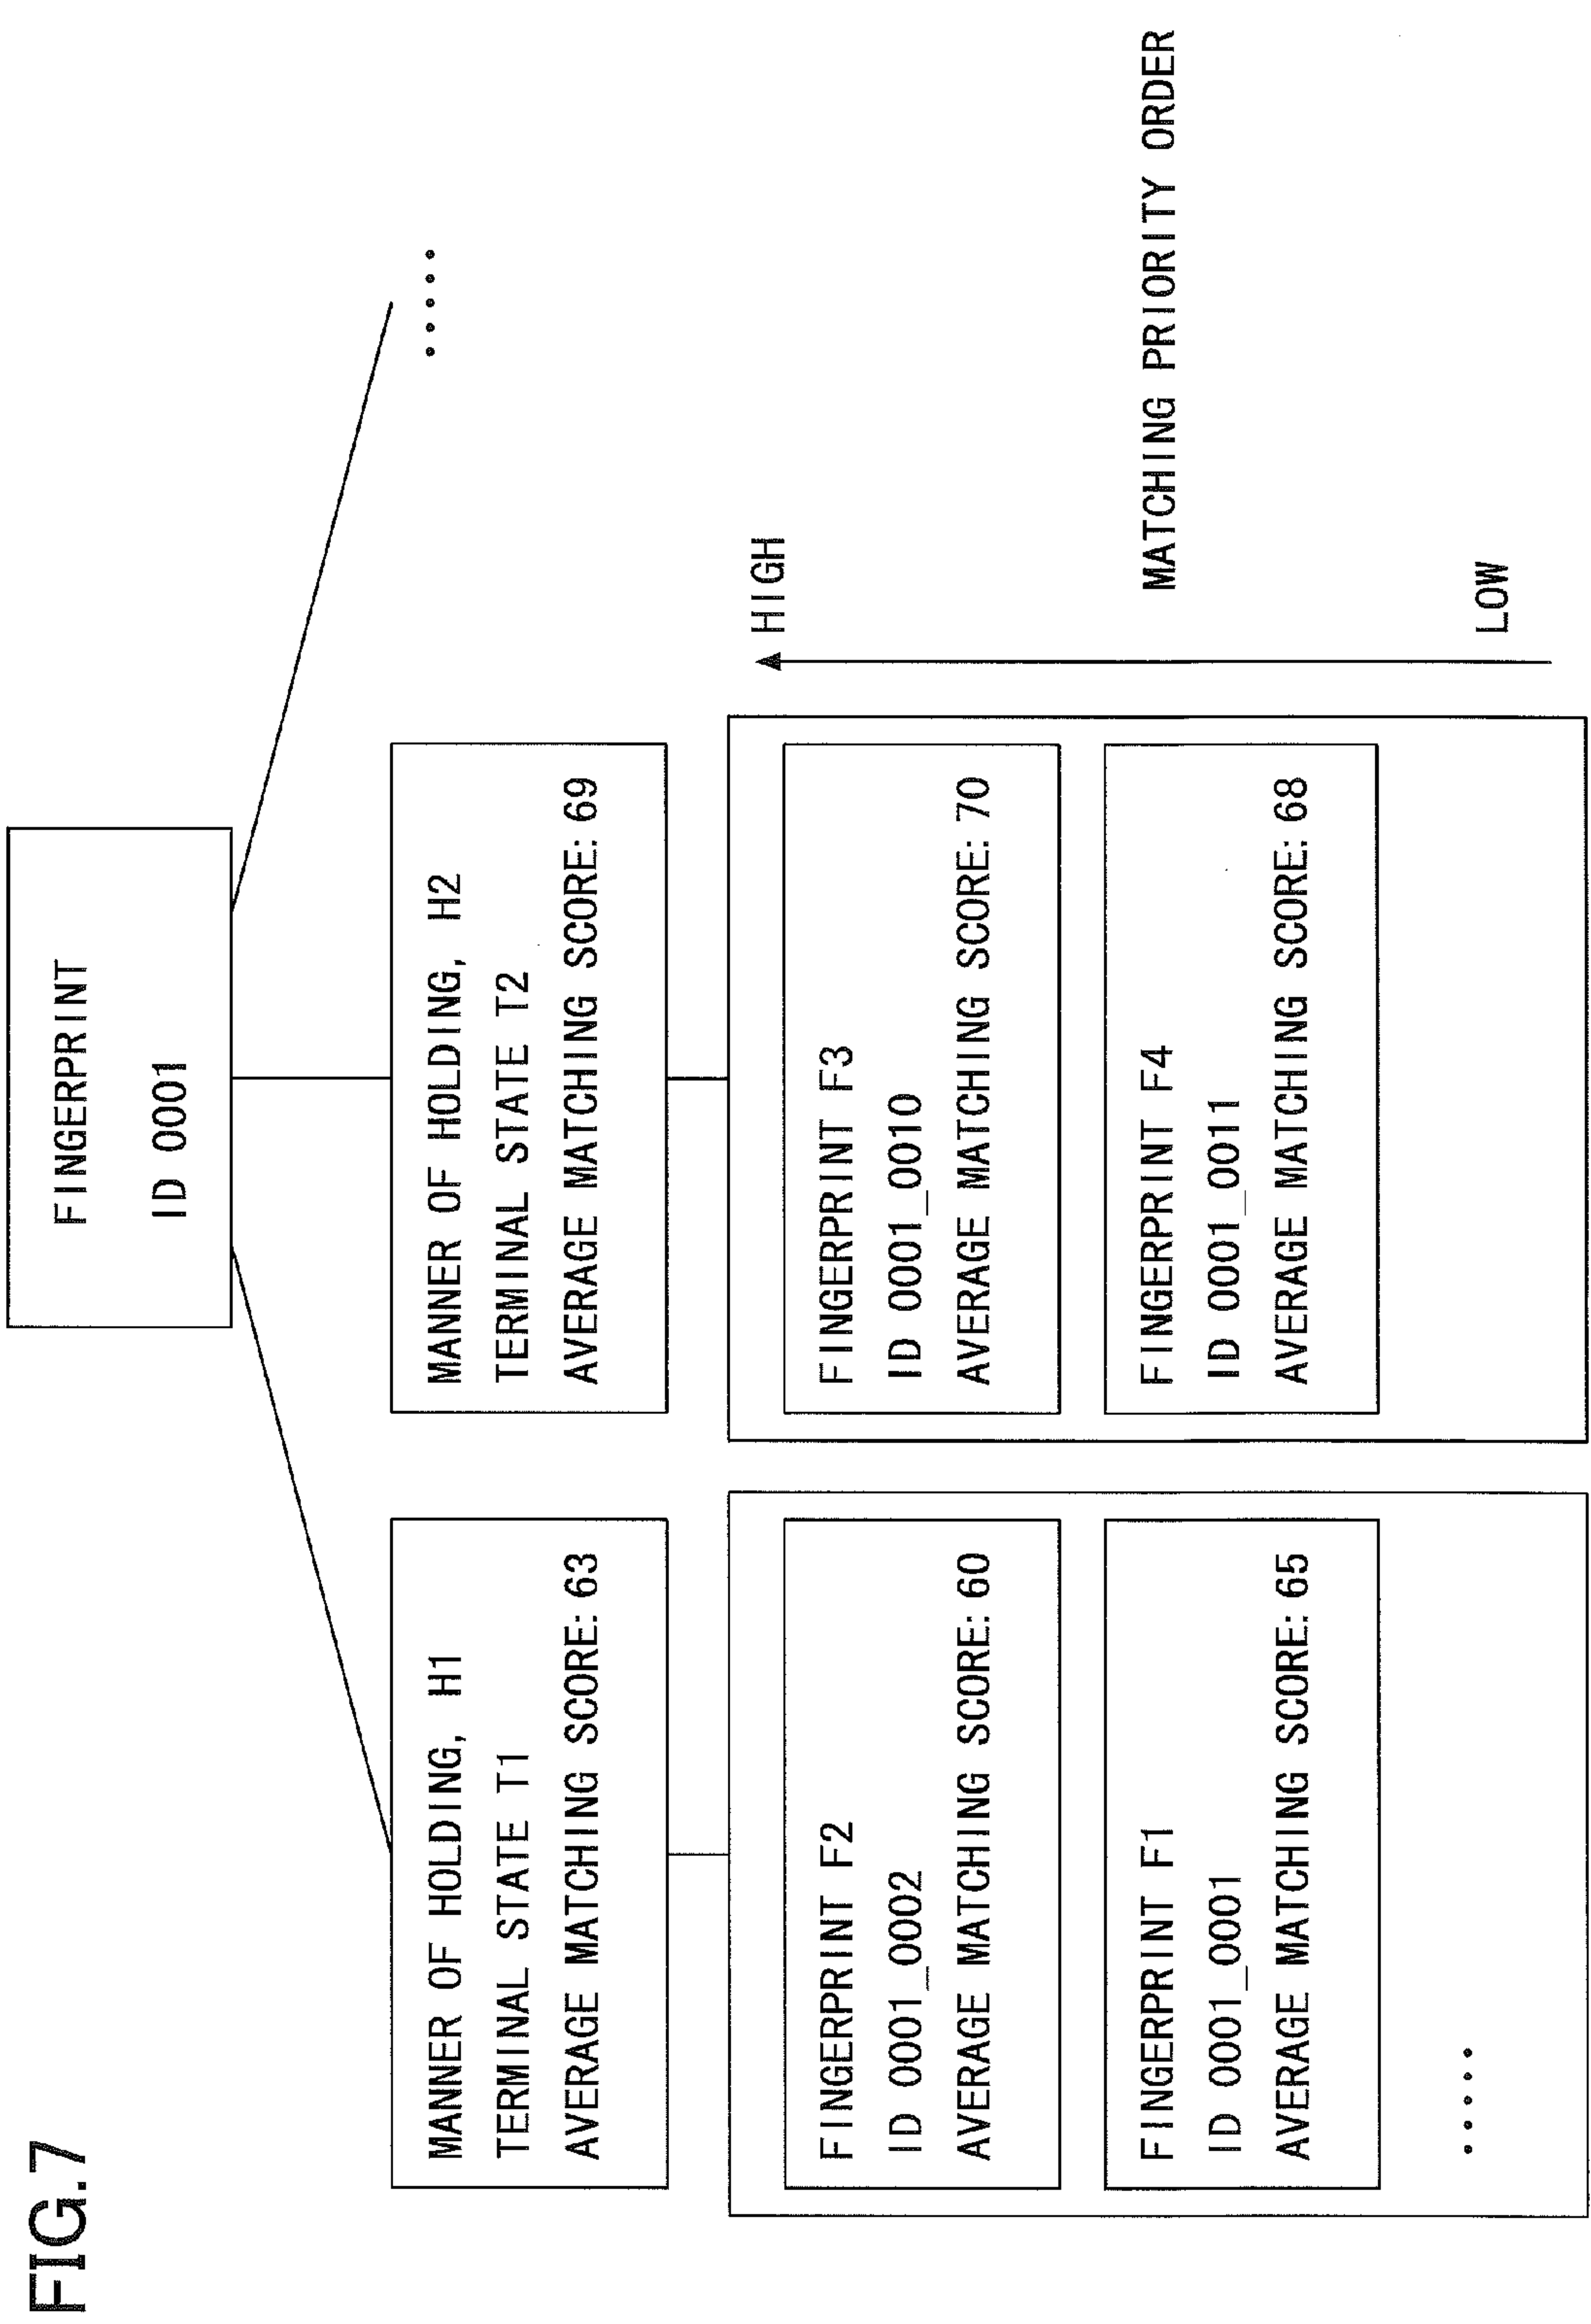 FIG.7
FINGERPRINT
ID 0001
MANNER OF HOLDING, H1
TERMINAL STATE T1
AVERAGE MATCHING SCORE: 63
MANNER OF HOLDING, H2
TERMINAL STATE T2
AVERAGE MATCHING SCORE: 69
.....
FINGERPRINT F2
ID 0001_0002
AVERAGE MATCHING SCORE: 60
FINGERPRINT F1
ID 0001_0001
AVERAGE MATCHING SCORE: 65
.....
FINGERPRINT F3
ID 0001_0010
AVERAGE MATCHING SCORE: 70
FINGERPRINT F4
ID 0001_0011
AVERAGE MATCHING SCORE: 68
HIGH
MATCHING PRIORITY ORDER
LOW